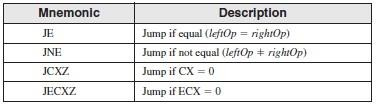 Mnemonic Description
JE Jump if equal (leftOp = rightOp)
JNE Jump if not equal (leftOp ≠ rightOp)
JCXZ Jump if CX = 0
JECXZ Jump if ECX = 0